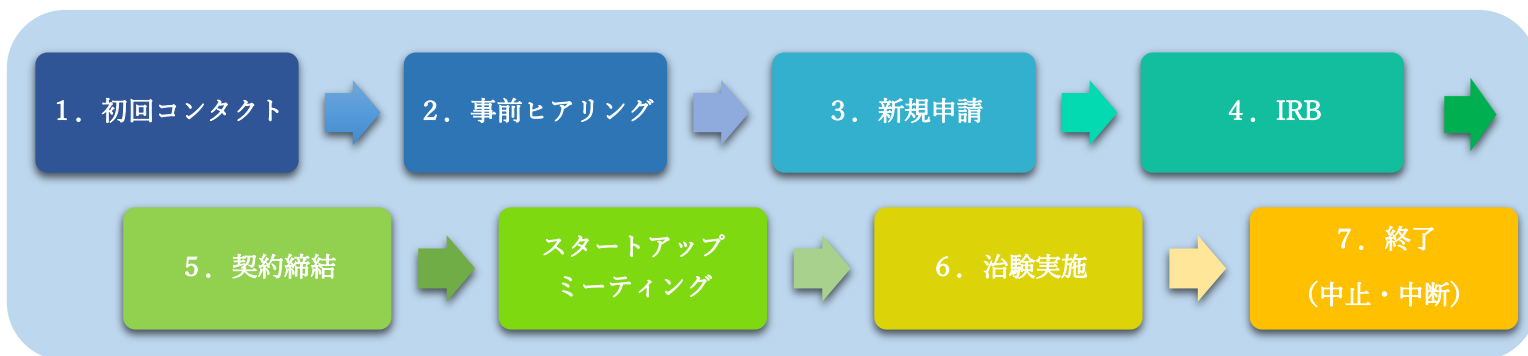 １．初回コンタクト
２．事前ヒアリング
３．新規申請
４．IRB
５．契約締結
スタートアップ
ミーティング
６．治験実施
７．終了
（中止・中断）